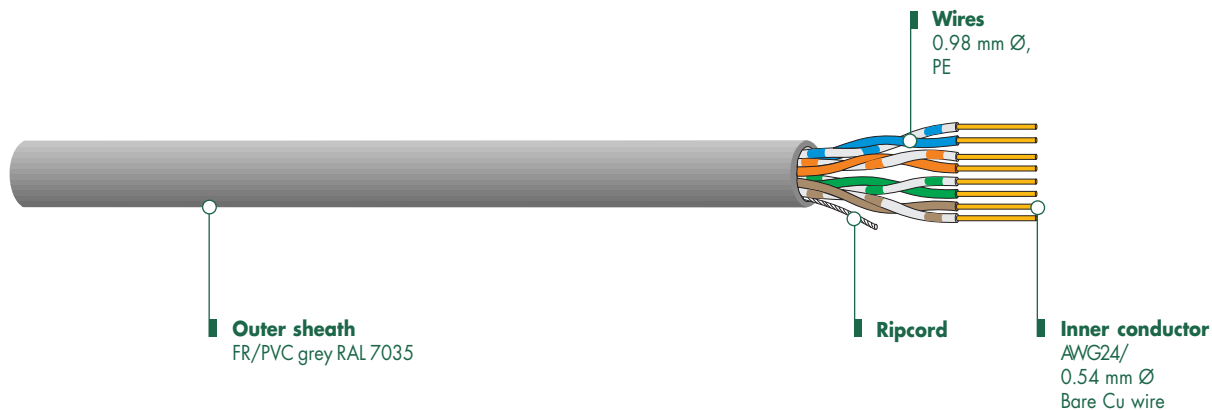 Wires
0.98 mm Ø,
PE
Outer sheath
FR/PVC grey RAL 7035
Ripcord
Inner conductor
AWG24/
0.54 mm Ø
Bare Cu wire